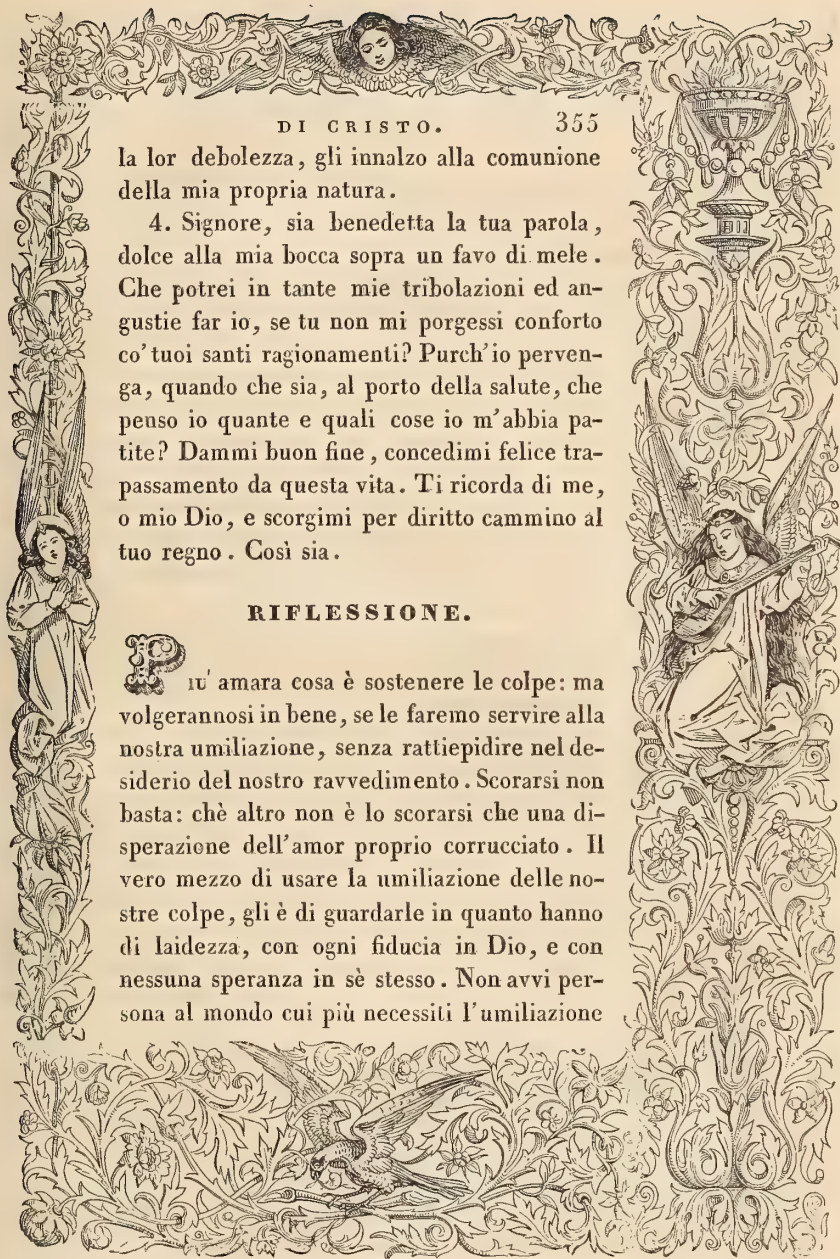 DI CRISTO. 355
la lor debolezza, gli innalzo alla comunione
della mia propria natura.
4. Signore, sia benedetta la tua parola,
dolce alla mia bocca sopra un favo di mele.
Che potrei in tante mie tribolazioni ed an-
gustie far io, se tu non mi porgessi conforto
co' tuoi santi ragionamenti? Purch' io perven-
ga, quando che sia, al porto della salute, che
penso io quante e quali cose io m'abbia pa-
tite? Dammi buon fine, concedimi felice tra-
passamento da questa vita. Ti ricorda di me,
o mio Dio, e scorgimi per diritto cammino al
tuo regno. Così sia.
RIFLESSIONE.
PIU' amara cosa è sostenere le colpe: ma
volgerannosi in bene, se le faremo servire alla
nostra umiliazione, senza rattiepidire nel de-
siderio del nostro ravvedimento. Scorarsi non
basta: chè altro non è lo scorarsi che una di-
sperazione dell'amor proprio corrucciato. Il
vero mezzo di usare la umiliazione delle no-
stre colpe, gli è di guardarle in quanto hanno
di laidezza, con ogni fiducia in Dio, e con
nessuna speranza in sè stesso. Non avvi per-
sona al mondo cui più necessiti l'umiliazione